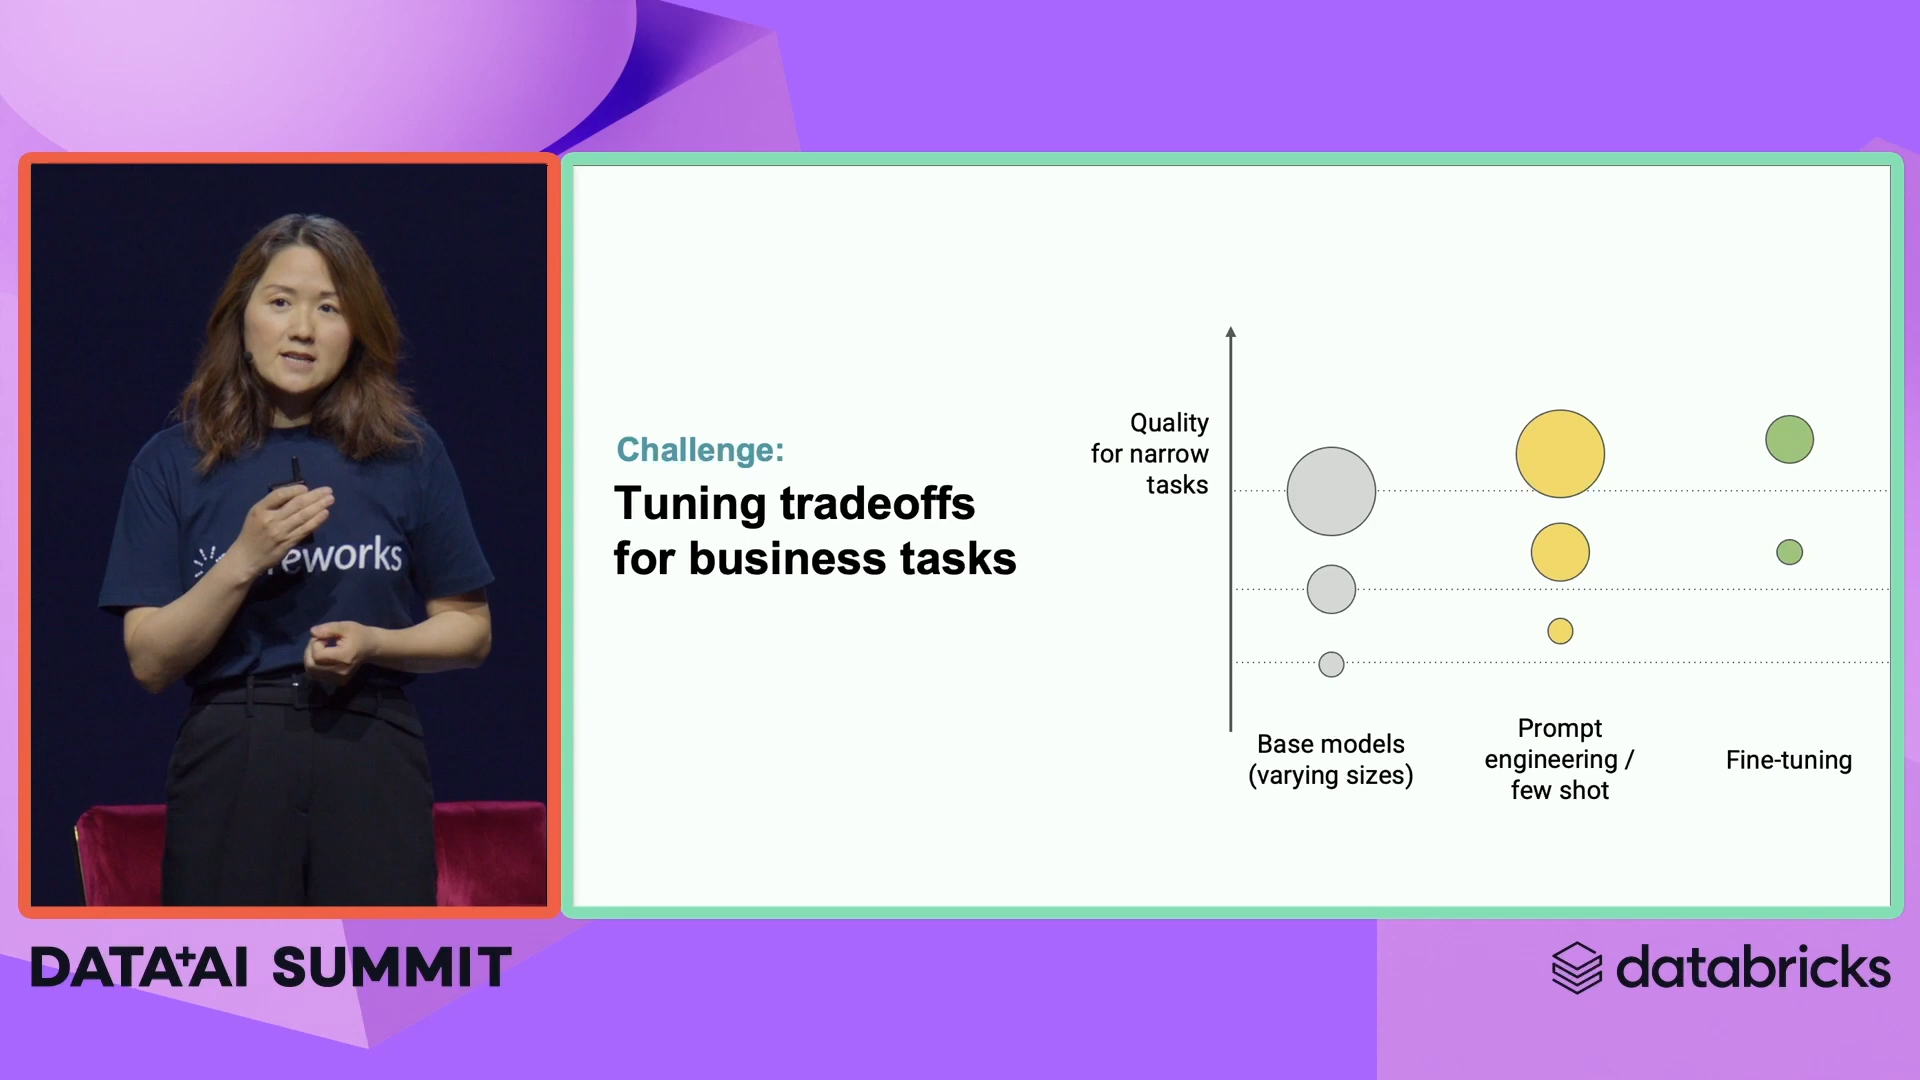 Challenge:
Tuning tradeoffs
for business tasks
Quality
for narrow
tasks
Base models
(varying sizes)
Prompt
engineering /
few shot
Fine-tuning
DATA+AI SUMMIT
databricks